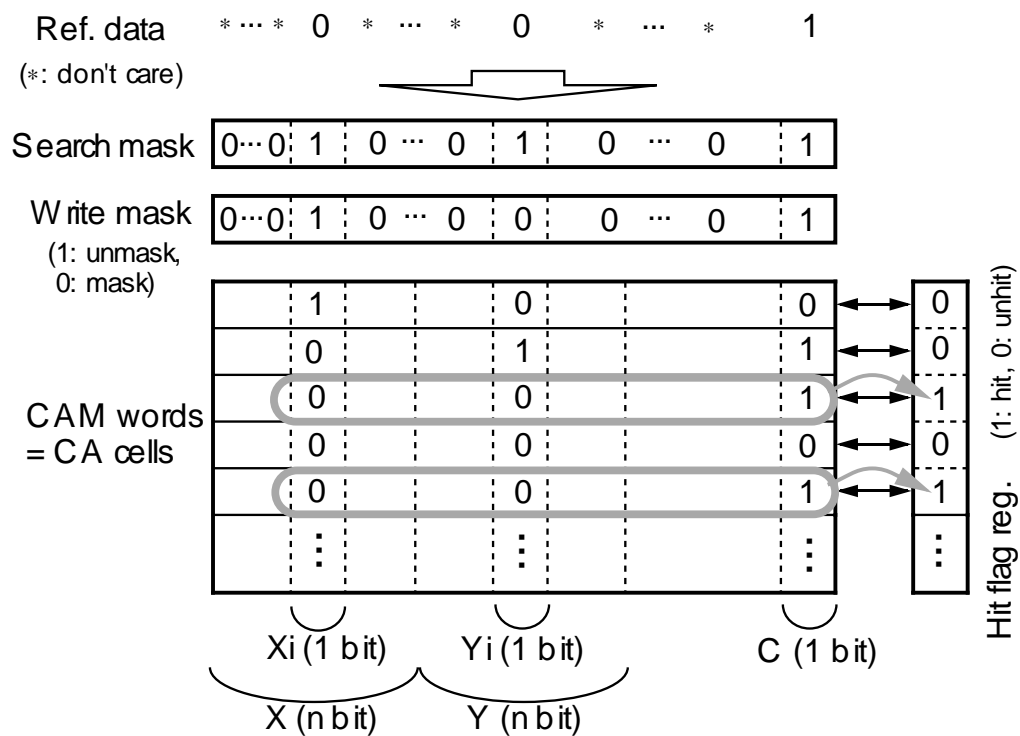 Ref. data * ··· * 0 * ··· * 0 * ··· * 1
(*: don't care)
Search mask 0···0 1 0 ··· 0 1 0 ··· 0 1
Write mask 0···0 1 0 ··· 0 0 0 ··· 0 1
(1: unmask,
0: mask)
1 0 0 0
0 1 1 0
0 0 1 1
CAM words
= CA cells
0 0 0 0
0 0 1 1
⋮ ⋮ ⋮ ⋮
Hit flag reg. (1: hit, 0: unhit)
Xi (1 bit) Yi (1 bit) C (1 bit)
X (n bit) Y (n bit)